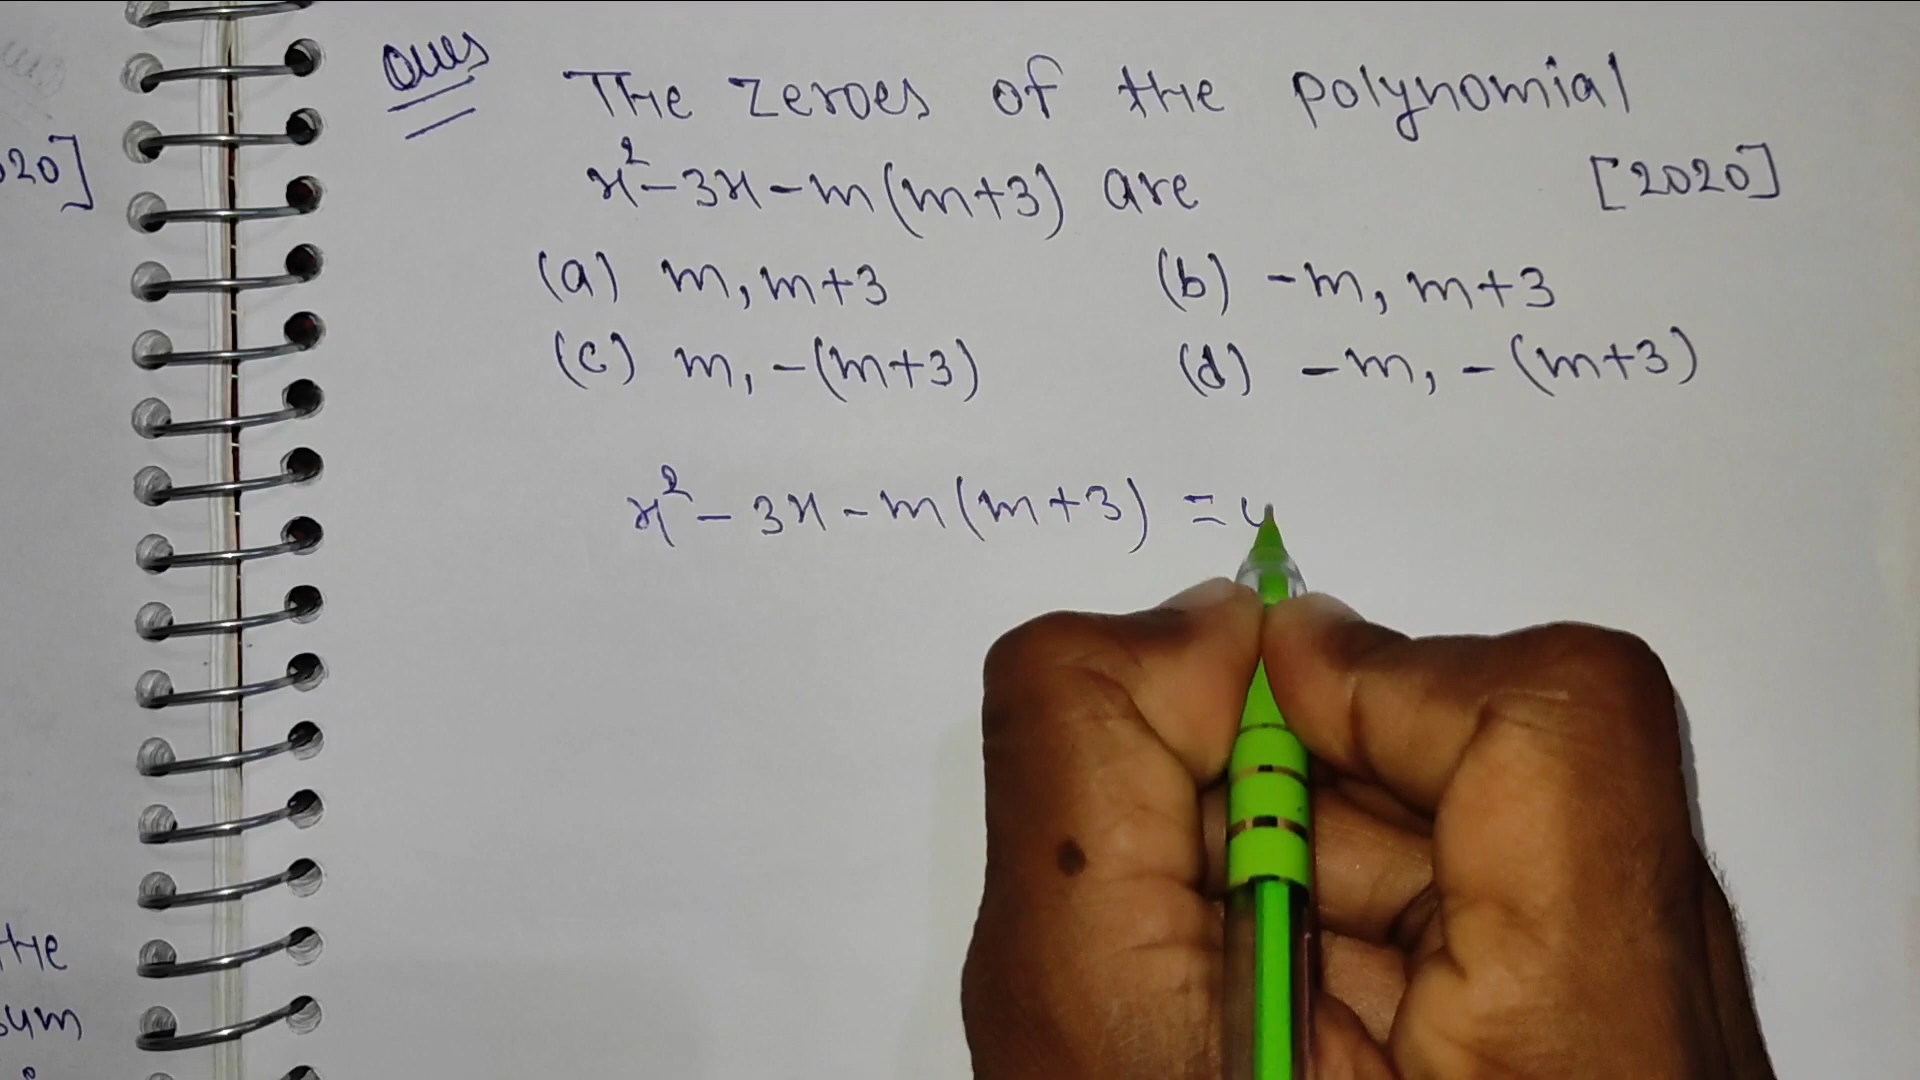 Ques The zeroes of the polynomial
x² - 3x - m(m+3) are [2020]
(a) m, m+3 (b) -m, m+3
(c) m, -(m+3) (d) -m, -(m+3)
x² - 3x - m(m+3) =
20]
the
sum